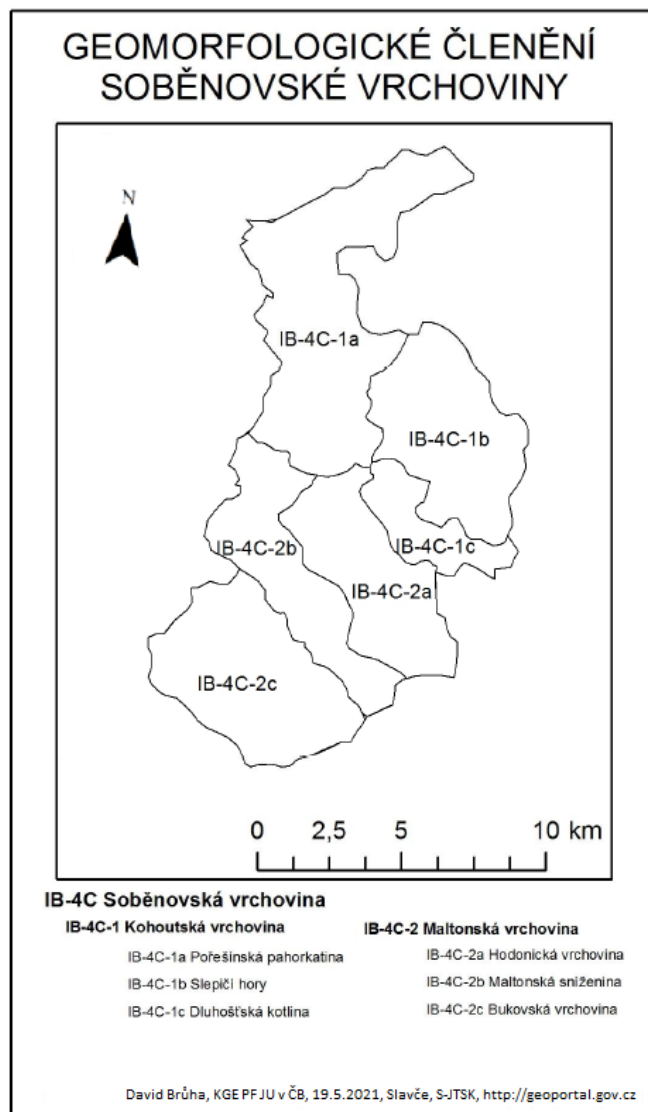 GEOMORFOLOGICKÉ ČLENĚNÍ
SOBĚNOVSKÉ VRCHOVINY
N
IB-4C-1a
IB-4C-1b
IB-4C-1c
IB-4C-2b
IB-4C-2a
IB-4C-2c
0 2,5 5 10 km
IB-4C Soběnovská vrchovina
IB-4C-1 Kohoutská vrchovina
IB-4C-1a Pořešinská pahorkatina
IB-4C-1b Slepičí hory
IB-4C-1c Dluhošťská kotlina
IB-4C-2 Maltonská vrchovina
IB-4C-2a Hodonická vrchovina
IB-4C-2b Maltonská sníženina
IB-4C-2c Bukovská vrchovina
David Brůha, KGE PF JU v ČB, 19.5.2021, Slavče, S-JTSK, http://geoportal.gov.cz